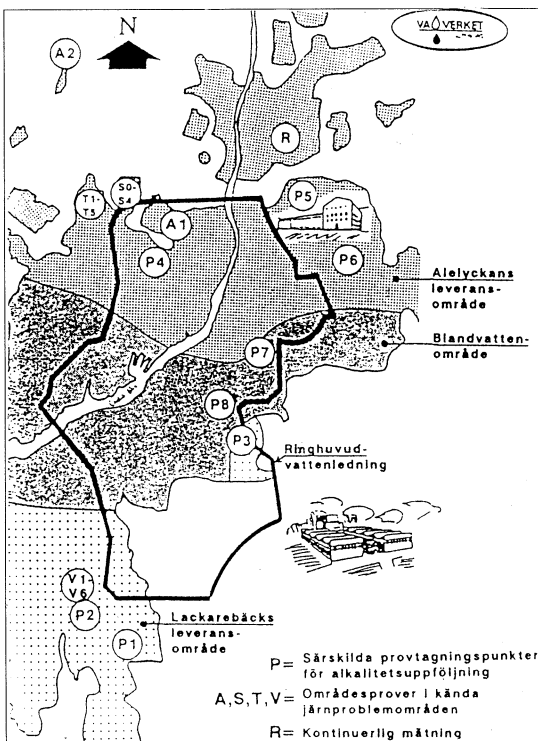 N
VA VERKET
A2
R
T1-
T3
S0-
S4
A1
P5
P4
P6
Alelyckans
leverans-
område
Blandvatten-
område
P7
P8
P3
Ringhuvud-
vattenledning
V1-
V6
P2
P1
Lackarebäcks
leverans-
område
P= Särskilda provtagningspunkter
för alkalitetsuppföljning
A,S,T,V= Områdesprover i kända
järnproblemområden
R= Kontinuerlig mätning